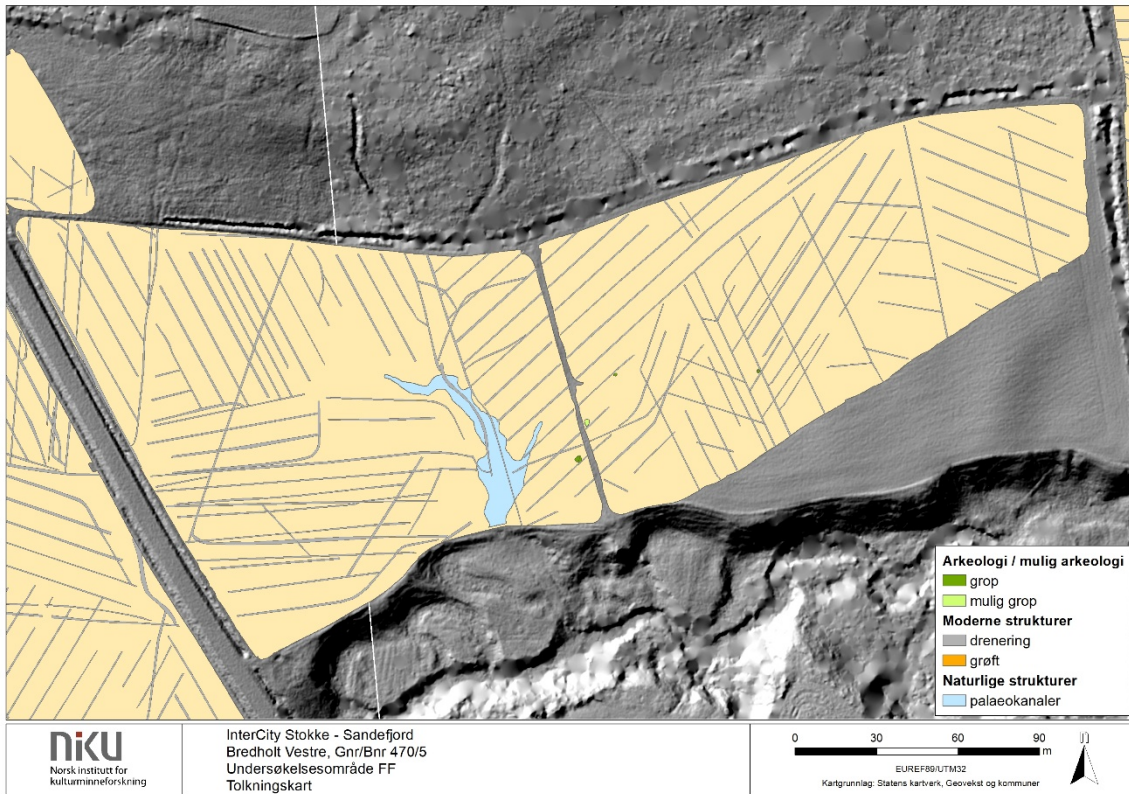 Arkeologi / mulig arkeologi
grop
mulig grop
Moderne strukturer
drenering
grøft
Naturlige strukturer
palaeokanaler
niku
Norsk institutt for
kulturminneforskning
InterCity Stokke - Sandefjord
Bredholt Vestre, Gnr/Bnr 470/5
Undersøkelsesområde FF
Tolkningskart
0 30 60 90
m
EUREF89/UTM32
Kartgrunnlag: Statens kartverk, Geovekst og kommuner
n